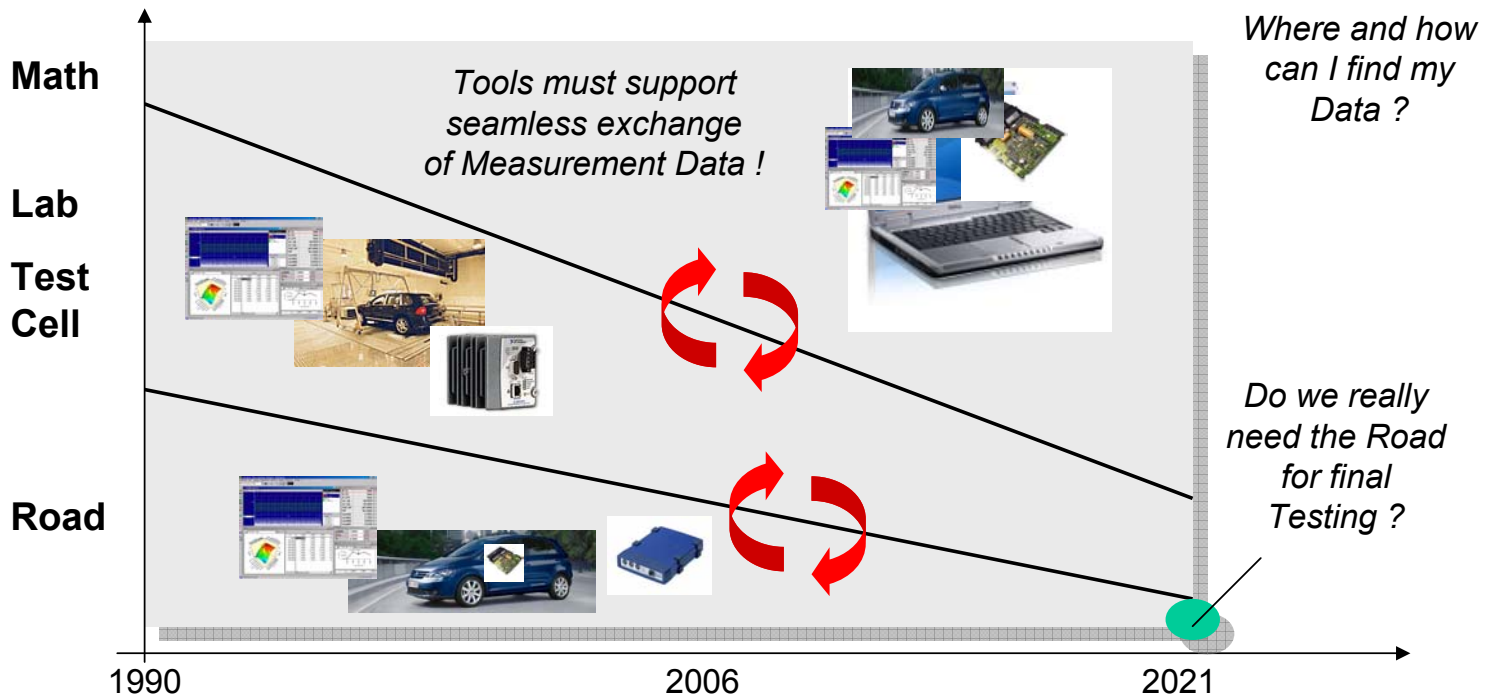 Math
Lab
Test
Cell
Road
Tools must support
seamless exchange
of Measurement Data !
Where and how
can I find my
Data ?
Do we really
need the Road
for final
Testing ?
1990
2006
2021